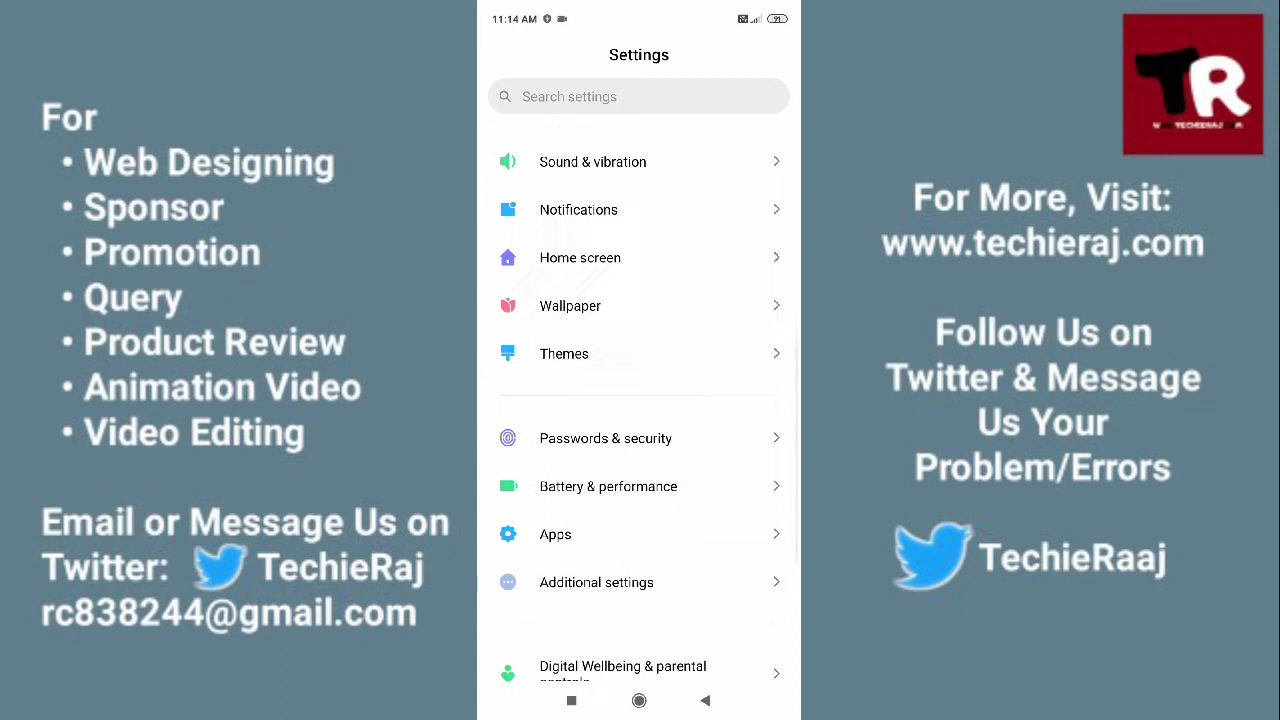 For
• Web Designing
• Sponsor
• Promotion
• Query
• Product Review
• Animation Video
• Video Editing
Email or Message Us on
Twitter: TechieRaj
rc838244@gmail.com
11:14 AM
91
Settings
Search settings
Sound & vibration
Notifications
Home screen
Wallpaper
Themes
Passwords & security
Battery & performance
Apps
Additional settings
Digital Wellbeing & parental
TR
For More, Visit:
www.techieraj.com
Follow Us on
Twitter & Message
Us Your
Problem/Errors
TechieRaaj